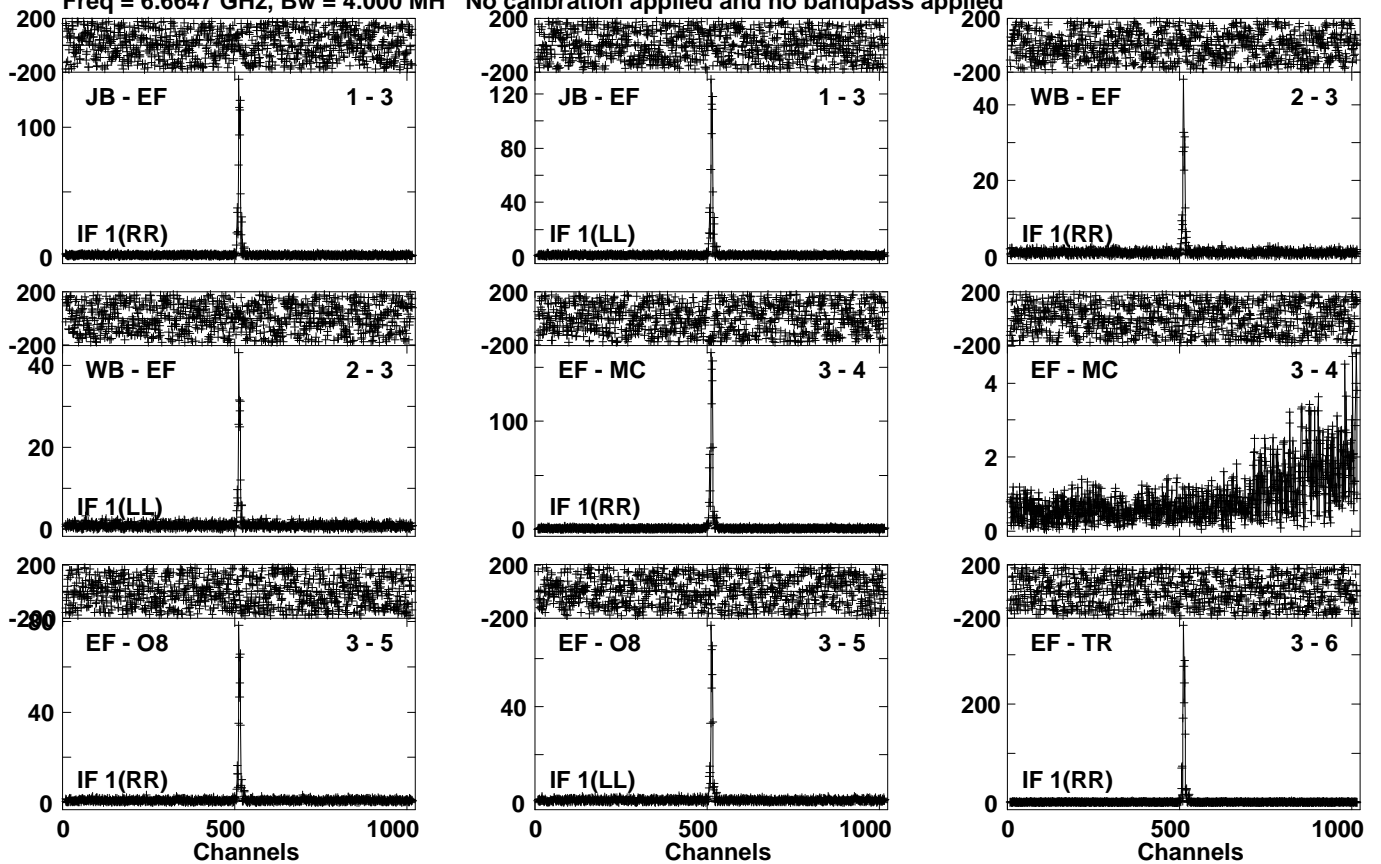 Freq = 6.6647 GHz, Bw = 4.000 MH No calibration applied and no bandpass applied
200 200 200
-200 -200 -200
JB - EF 1 - 3 JB - EF 1 - 3 WB - EF 2 - 3
120
100 40
80
20
40
IF 1(RR) IF 1(LL) IF 1(RR)
0 0 0
200 200 200
-200 -200 -200
WB - EF 2 - 3 EF - MC 3 - 4 EF - MC 3 - 4
40 4
100
20 2
IF 1(LL) IF 1(RR)
0 0 0
200 200 200
-200 -200 -200
80
EF - O8 3 - 5 EF - O8 3 - 5 EF - TR 3 - 6
40 40 200
IF 1(RR) IF 1(LL) IF 1(RR)
0 0 0
0 500 1000 0 500 1000 0 500 1000
Channels Channels Channels